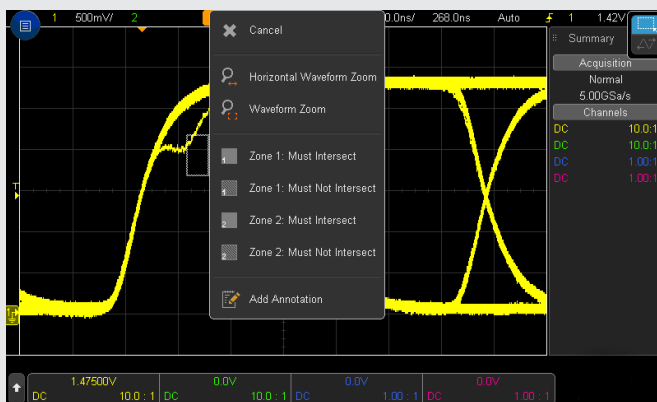 1 500mV/ 2 0.0ns/ 268.0ns Auto 1 1.42V
Summary
Acquisition
Normal
5.00GSa/s
Channels
DC 10.0:1
DC 10.0:1
DC 1.00:1
DC 1.00:1
Cancel
Horizontal Waveform Zoom
Waveform Zoom
1 Zone 1: Must Intersect
1 Zone 1: Must Not Intersect
2 Zone 2: Must Intersect
2 Zone 2: Must Not Intersect
Add Annotation
T
1.47500V 0.0V 0.0V 0.0V
DC 10.0 : 1 DC 10.0 : 1 DC 1.00 : 1 DC 1.00 : 1